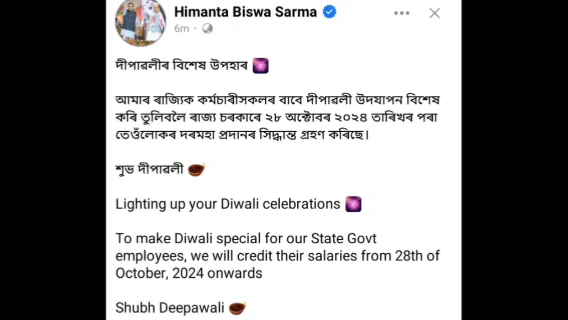 Himanta Biswa Sarma
6m
দীপাৱলীৰ বিশেষ উপহাৰ
আমাৰ ৰাজ্যিক কৰ্মচাৰীসকলৰ বাবে দীপাৱলী উদযাপন বিশেষ
কৰি তুলিবলৈ ৰাজ্য চৰকাৰে ২৮ অক্টোবৰ ২০২৪ তাৰিখৰ পৰা
তেওঁলোকৰ দৰমহা প্ৰদানৰ সিদ্ধান্ত গ্ৰহণ কৰিছে।
শুভ দীপাৱলী 🪔
Lighting up your Diwali celebrations 🎆
To make Diwali special for our State Govt
employees, we will credit their salaries from 28th of
October, 2024 onwards
Shubh Deepawali 🪔